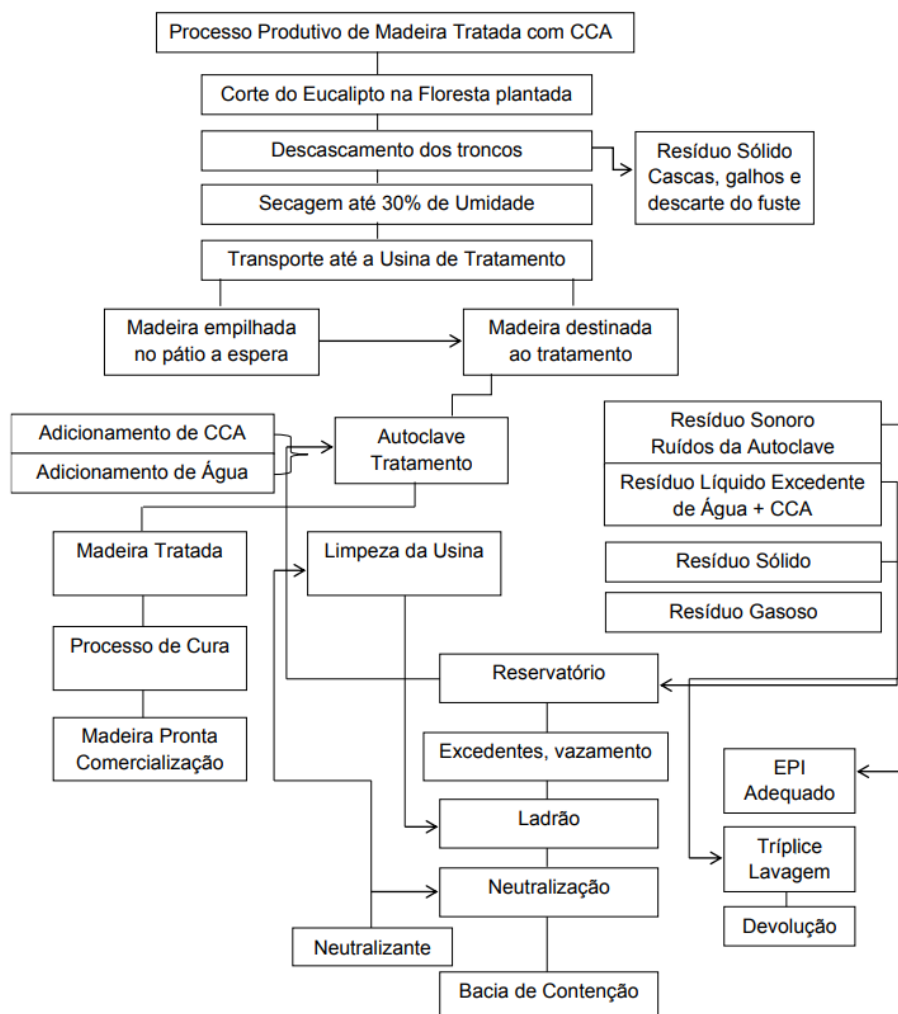 Processo Produtivo de Madeira Tratada com CCA
Corte do Eucalipto na Floresta plantada
Descascamento dos troncos
Resíduo Sólido
Cascas, galhos e
descarte do fuste
Secagem até 30% de Umidade
Transporte até a Usina de Tratamento
Madeira empilhada
no pátio a espera
Madeira destinada
ao tratamento
Adicionamento de CCA
Adicionamento de Água
Autoclave
Tratamento
Resíduo Sonoro
Ruídos da Autoclave
Resíduo Líquido Excedente
de Água + CCA
Madeira Tratada
Limpeza da Usina
Resíduo Sólido
Resíduo Gasoso
Processo de Cura
Reservatório
Madeira Pronta
Comercialização
Excedentes, vazamento
EPI
Adequado
Ladrão
Tríplice
Lavagem
Neutralização
Devolução
Neutralizante
Bacia de Contenção